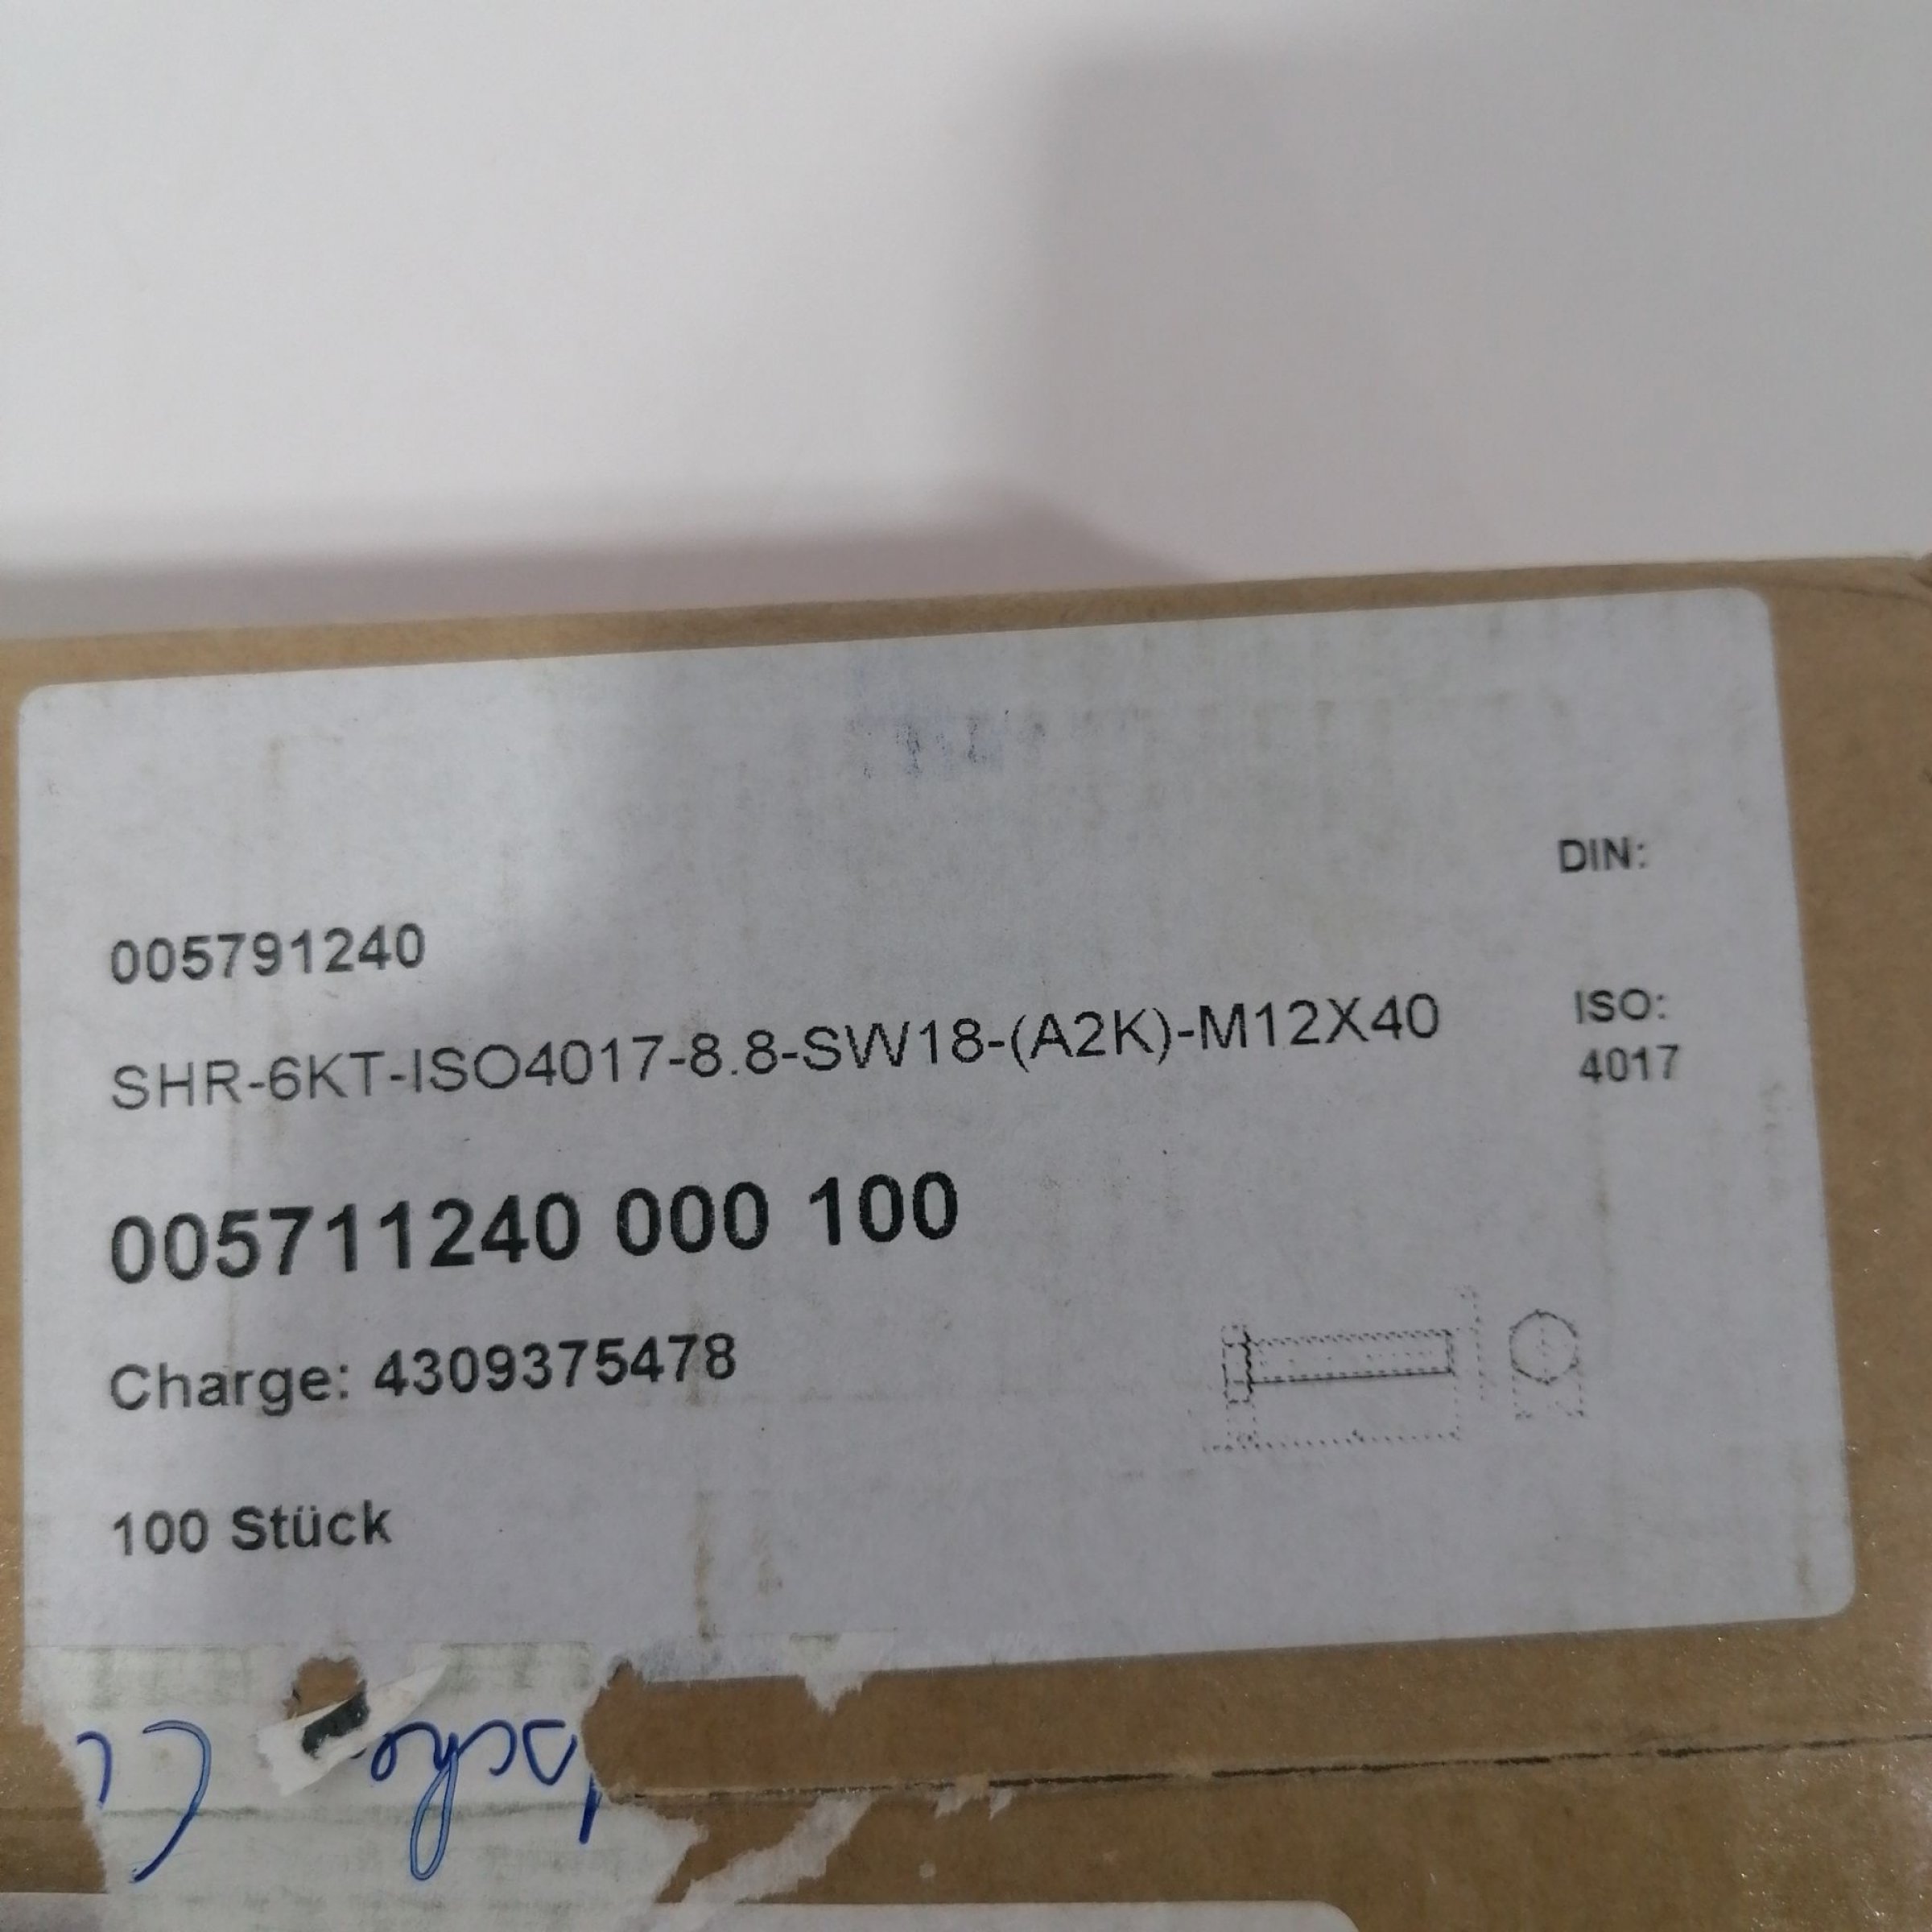 DIN:
005791240
SHR-6KT-ISO4017-8.8-SW18-(A2K)-M12X40
ISO:
4017
005711240 000 100
Charge: 4309375478
100 Stück